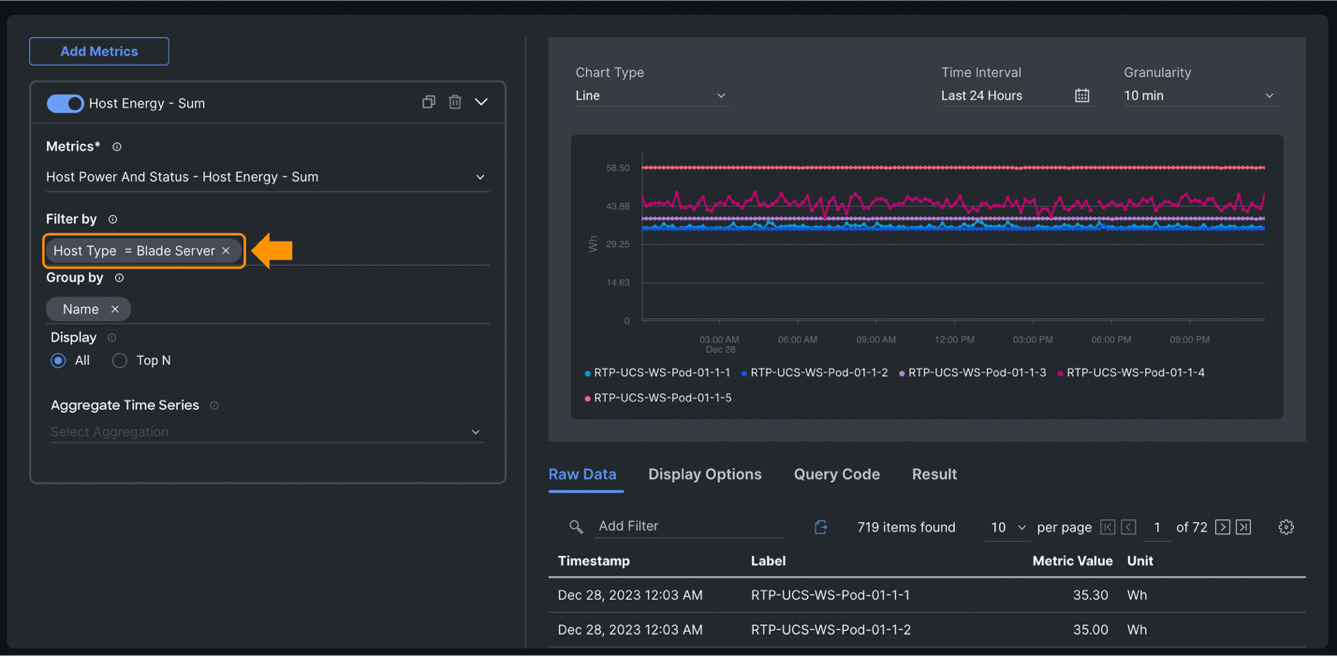 Add Metrics
Host Energy - Sum
Metrics*
Host Power And Status - Host Energy - Sum
Filter by
Host Type = Blade Server ×
Group by
Name ×
Display
All Top N
Aggregate Time Series
Select Aggregation
Chart Type Time Interval Granularity
Line Last 24 Hours 10 min
58.50
43.88
Wh
29.25
14.63
0
03:00 AM 06:00 AM 09:00 AM 12:00 PM 03:00 PM 06:00 PM 09:00 PM
Dec 28
RTP-UCS-WS-Pod-01-1-1 RTP-UCS-WS-Pod-01-1-2 RTP-UCS-WS-Pod-01-1-3 RTP-UCS-WS-Pod-01-1-4
RTP-UCS-WS-Pod-01-1-5
Raw Data Display Options Query Code Result
Add Filter 719 items found 10 per page 1 of 72
Timestamp Label Metric Value Unit
Dec 28, 2023 12:03 AM RTP-UCS-WS-Pod-01-1-1 35.30 Wh
Dec 28, 2023 12:03 AM RTP-UCS-WS-Pod-01-1-2 35.00 Wh